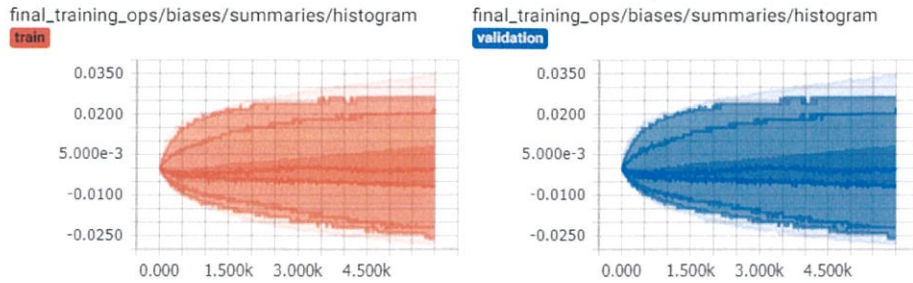 final_training_ops/biases/summaries/histogram
train
0.0350
0.0200
5.000e-3
-0.0100
-0.0250
0.000 1.500k 3.000k 4.500k
final_training_ops/biases/summaries/histogram
validation
0.0350
0.0200
5.000e-3
-0.0100
-0.0250
0.000 1.500k 3.000k 4.500k